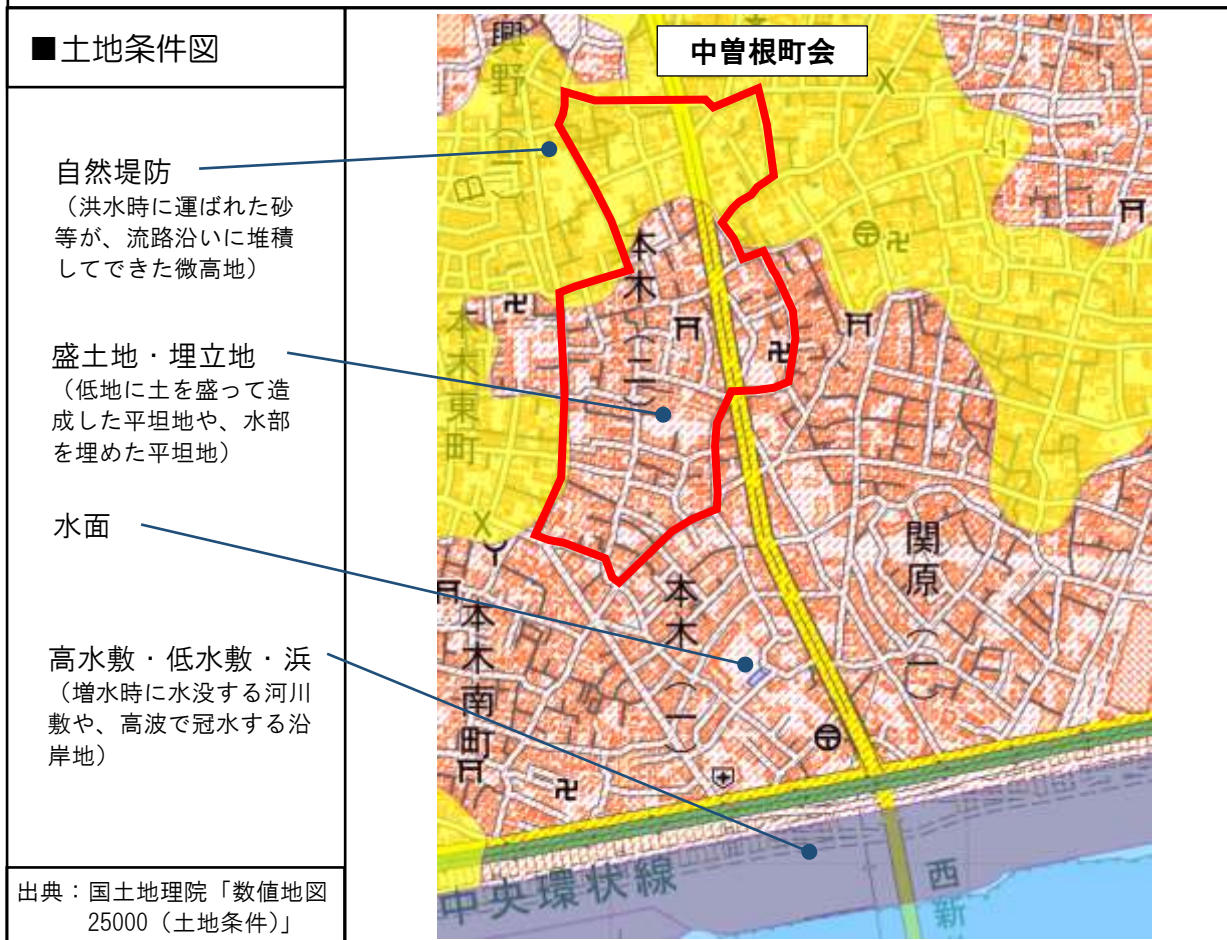 ■土地条件図
自然堤防
（洪水時に運ばれた砂
等が、流路沿いに堆積
してできた微高地）
盛土地・埋立地
（低地に土を盛って造
成した平坦地や、水部
を埋めた平坦地）
水面
高水敷・低水敷・浜
（増水時に水没する河川
敷や、高波で冠水する沿
岸地）
出典：国土地理院「数値地図
25000（土地条件）」
中曽根町会
本木（二）
本木東町
関原（一）
本木（一）
本木南町
中央環状線
西新